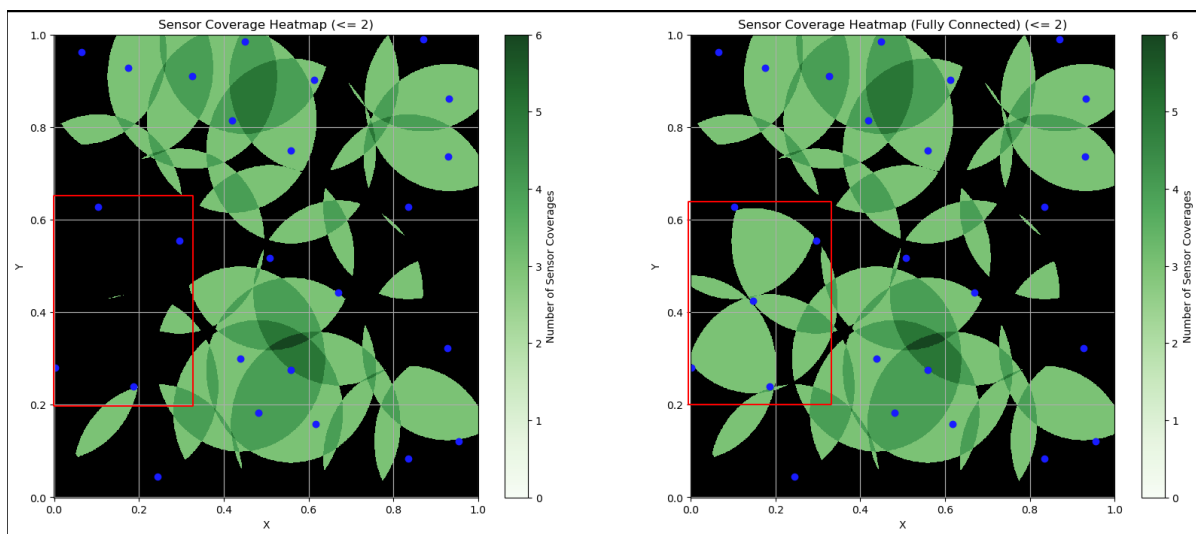 Sensor Coverage Heatmap (<= 2)
1.0
0.8
0.6
0.4
0.2
0.0
Y
0.0 0.2 0.4 0.6 0.8 1.0
X
6
5
4
3
2
1
0
Number of Sensor Coverages
Sensor Coverage Heatmap (Fully Connected) (<= 2)
1.0
0.8
0.6
0.4
0.2
0.0
Y
0.0 0.2 0.4 0.6 0.8 1.0
X
6
5
4
3
2
1
0
Number of Sensor Coverages